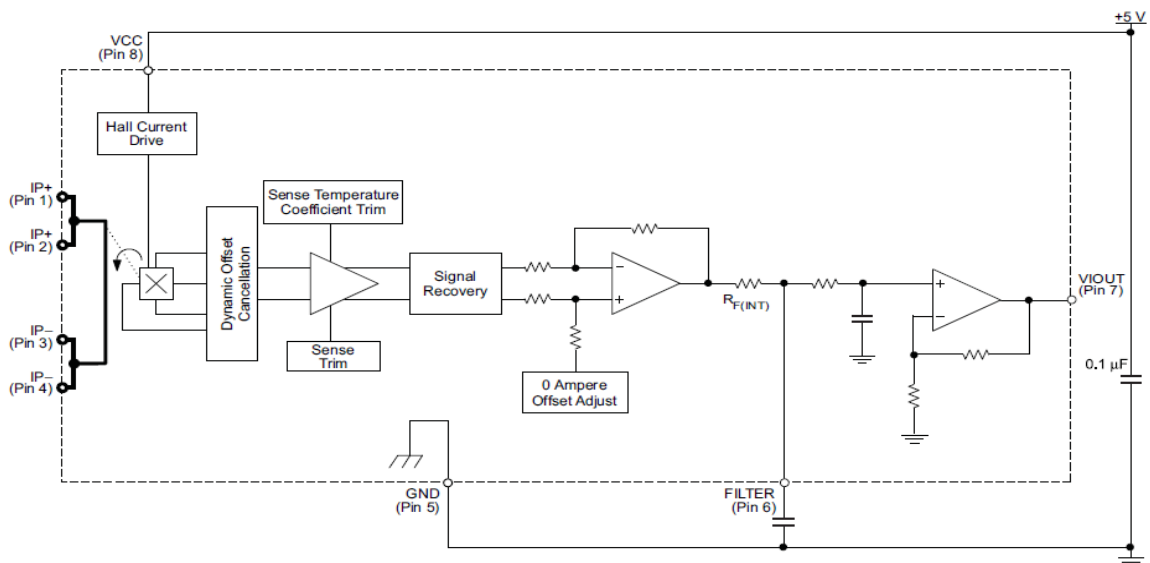 +5 V
VCC
(Pin 8)
Hall Current
Drive
IP+
(Pin 1)
IP+
(Pin 2)
IP−
(Pin 3)
IP−
(Pin 4)
Dynamic Offset
Cancellation
Sense Temperature
Coefficient Trim
Sense
Trim
Signal
Recovery
0 Ampere
Offset Adjust
−
+
RF(INT)
+
−
VIOUT
(Pin 7)
0.1 μF
GND
(Pin 5)
FILTER
(Pin 6)